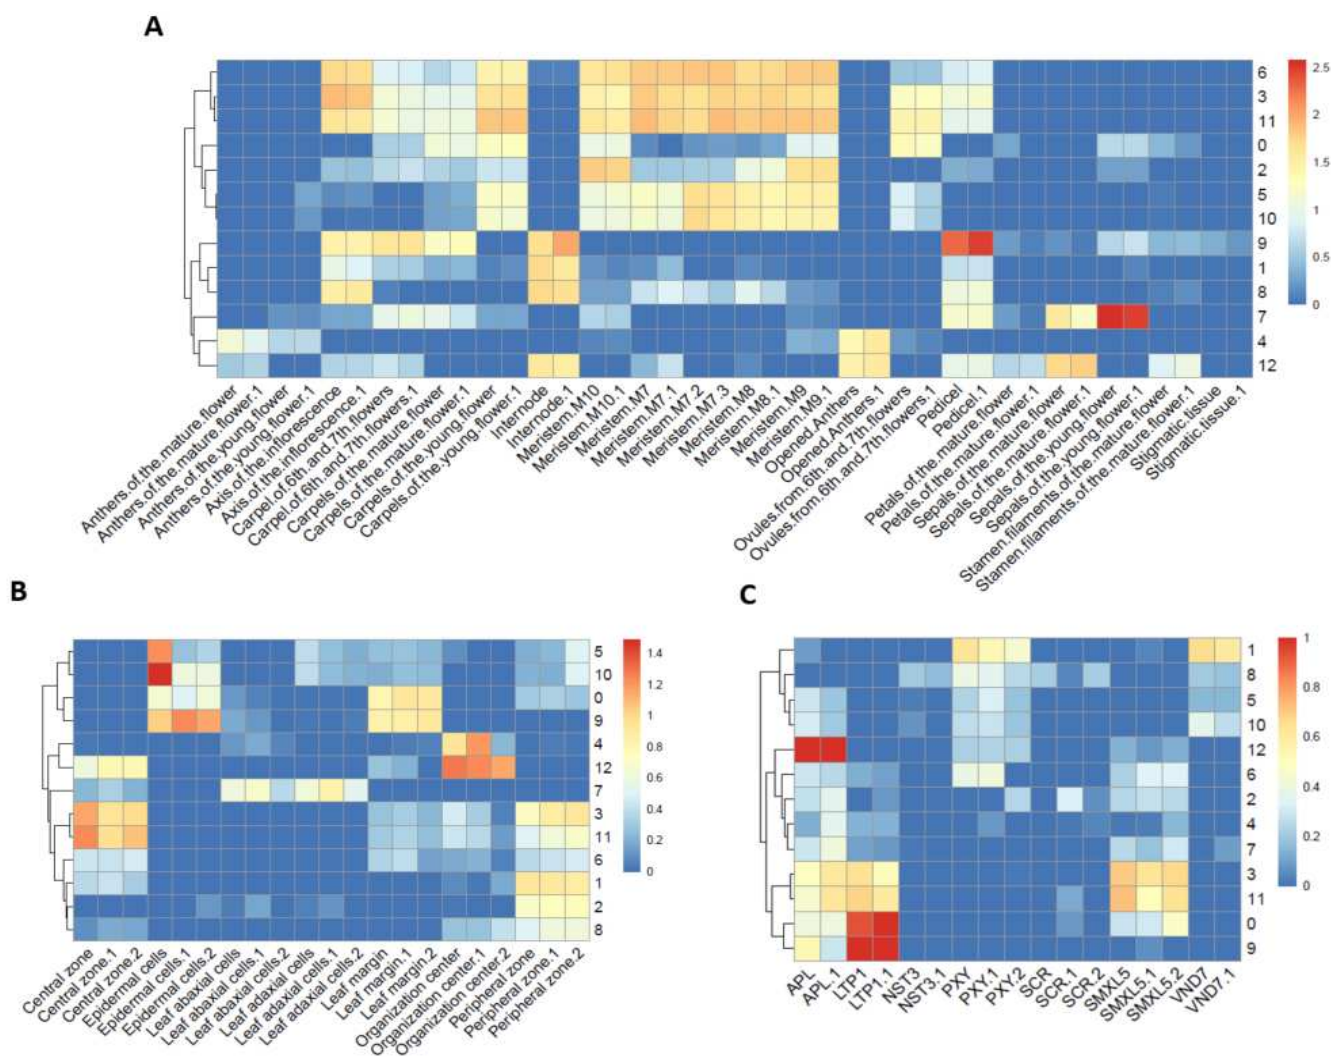 A
6
3
11
0
2
5
10
9
1
8
7
4
12
2.5
2
1.5
1
0.5
0
Anthers.of.the.mature.flower
Anthers.of.the.mature.flower.1
Anthers.of.the.young.flower
Anthers.of.the.young.flower.1
Axis.of.the.inflorescence
Axis.of.the.inflorescence.1
Carpel.of.6th.and.7th.flowers
Carpel.of.6th.and.7th.flowers.1
Carpels.of.the.mature.flower
Carpels.of.the.mature.flower.1
Carpels.of.the.young.flower
Carpels.of.the.young.flower.1
Internode
Internode.1
Meristem.M10
Meristem.M10.1
Meristem.M7
Meristem.M7.1
Meristem.M7.2
Meristem.M7.3
Meristem.M8
Meristem.M8.1
Meristem.M9
Meristem.M9.1
Opened.Anthers
Opened.Anthers.1
Ovules.from.6th.and.7th.flowers
Ovules.from.6th.and.7th.flowers.1
Pedicel
Pedicel.1
Petals.of.the.mature.flower
Petals.of.the.mature.flower.1
Sepals.of.the.mature.flower
Sepals.of.the.mature.flower.1
Sepals.of.the.young.flower
Sepals.of.the.young.flower.1
Stamen.filaments.of.the.mature.flower
Stamen.filaments.of.the.mature.flower.1
Stigmatic.tissue
Stigmatic.tissue.1
B
5
10
0
9
4
12
7
3
11
6
1
2
8
1.4
1.2
1
0.8
0.6
0.4
0.2
0
Central zone
Central zone.1
Central zone.2
Epidermal cells
Epidermal cells.1
Epidermal cells.2
Leaf abaxial cells
Leaf abaxial cells.1
Leaf abaxial cells.2
Leaf adaxial cells
Leaf adaxial cells.1
Leaf adaxial cells.2
Leaf margin
Leaf margin.1
Leaf margin.2
Organization center
Organization center.1
Organization center.2
Peripheral zone
Peripheral zone.1
Peripheral zone.2
C
1
8
5
10
12
6
2
4
7
3
11
0
9
1
0.8
0.6
0.4
0.2
0
APL
APL.1
LTP1
LTP1.1
NST3
NST3.1
PXY
PXY.1
PXY.2
SCR
SCR.1
SCR.2
SMXL5
SMXL5.1
SMXL5.2
VND7
VND7.1